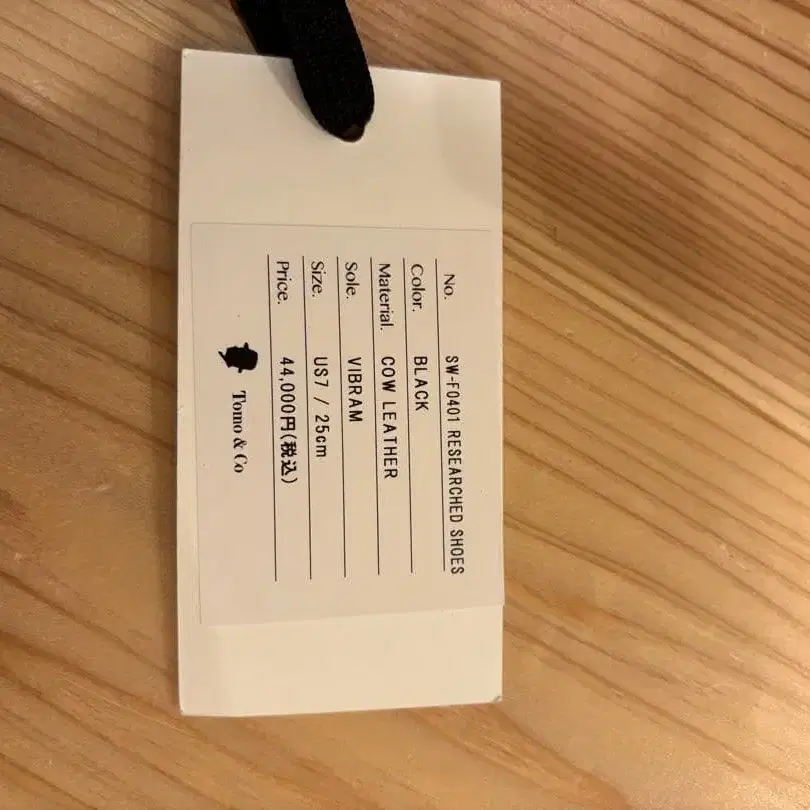 No. SW-F0401 RESEARCHED SHOES
Color. BLACK
Material. COW LEATHER
Sole. VIBRAM
Size. US7 / 25cm
Price. 44,000円(税込)
Tomo & Co